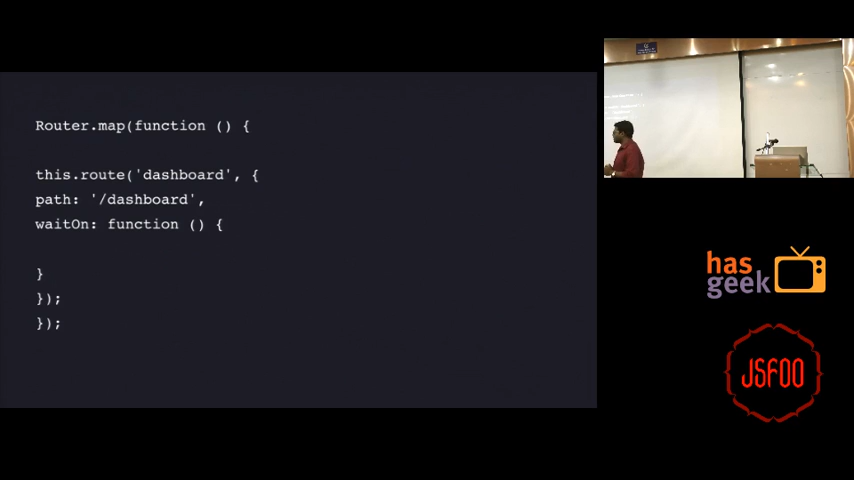 Router.map(function () {
this.route('dashboard', {
path: '/dashboard',
waitOn: function () {
}
});
});
has
geek
JSFOO